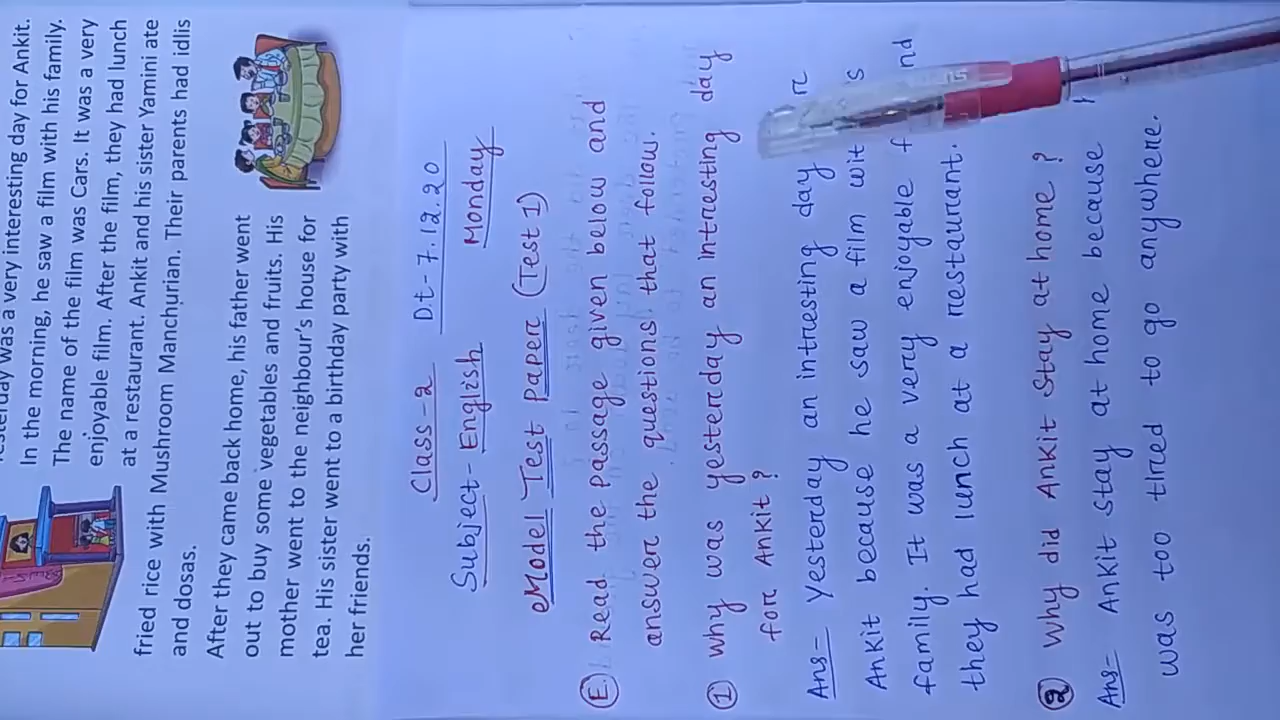 was a very interesting day for Ankit.
In the morning, he saw a film with his family.
The name of the film was Cars. It was a very
enjoyable film. After the film, they had lunch
at a restaurant. Ankit and his sister Yamini ate
fried rice with Mushroom Manchurian. Their parents had idlis
and dosas.
After they came back home, his father went
out to buy some vegetables and fruits. His
mother went to the neighbour's house for
tea. His sister went to a birthday party with
her friends.
Class-2 D.t- 7.12.20
Subject- English Monday
Model Test paper (Test 1)
(E) Read the passage given below and
answer the questions that follow.
(1) Why was yesterday an intresting day
for Ankit?
Ans= Yesterday an intresting day
Ankit because he saw a film
family. It was a very enjoyable
they had lunch at a restaurant.
(2) Why did Ankit Stay at home?
Ans= Ankit stay at home because
was too tired to go anywhere.